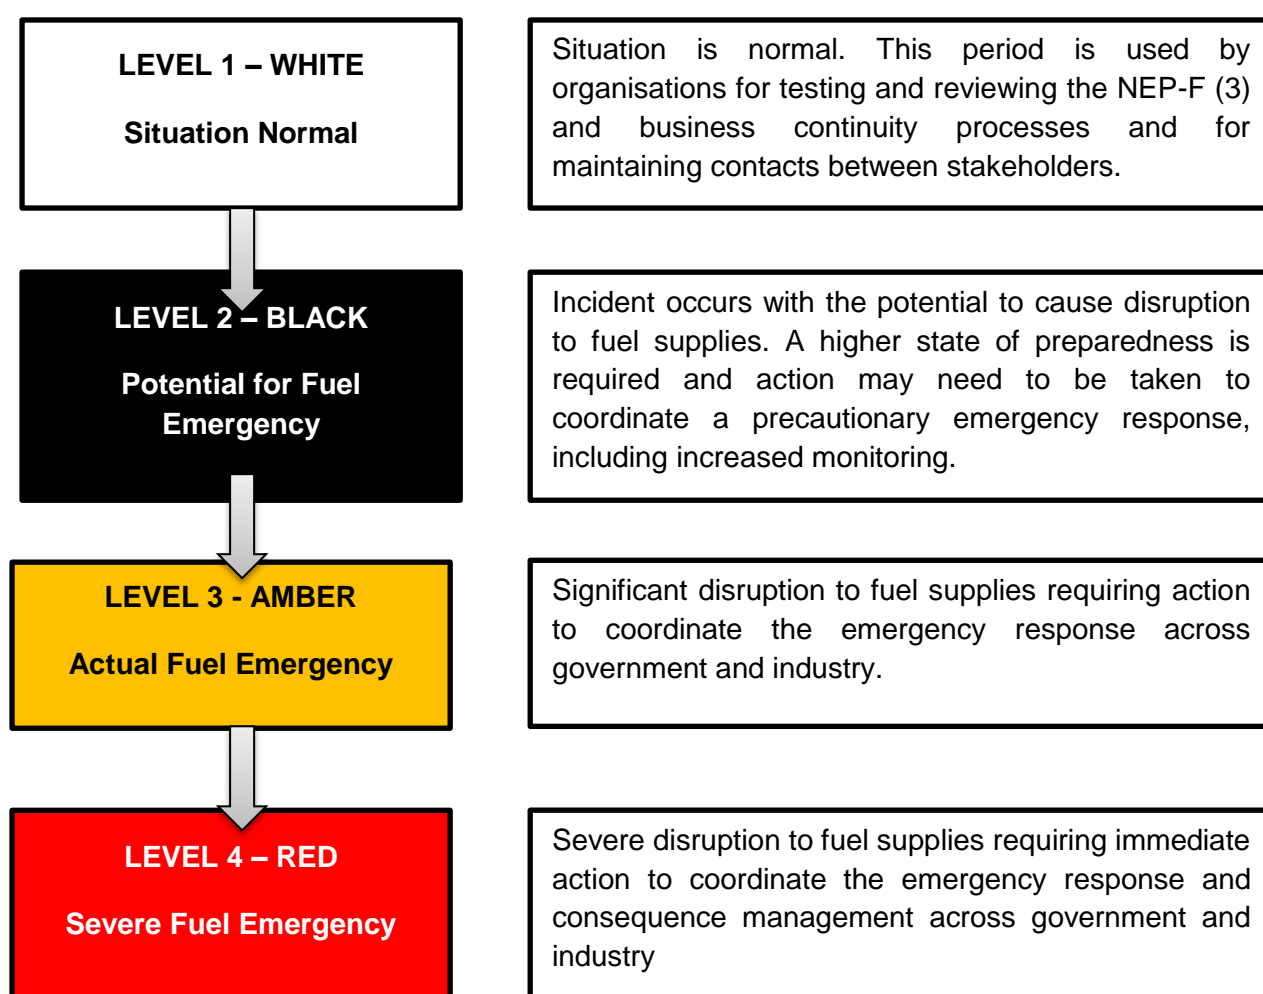 LEVEL 1 – WHITE
Situation Normal
Situation is normal. This period is used by
organisations for testing and reviewing the NEP-F (3)
and business continuity processes and for
maintaining contacts between stakeholders.
LEVEL 2 – BLACK
Potential for Fuel
Emergency
Incident occurs with the potential to cause disruption
to fuel supplies. A higher state of preparedness is
required and action may need to be taken to
coordinate a precautionary emergency response,
including increased monitoring.
LEVEL 3 - AMBER
Actual Fuel Emergency
Significant disruption to fuel supplies requiring action
to coordinate the emergency response across
government and industry.
LEVEL 4 – RED
Severe Fuel Emergency
Severe disruption to fuel supplies requiring immediate
action to coordinate the emergency response and
consequence management across government and
industry